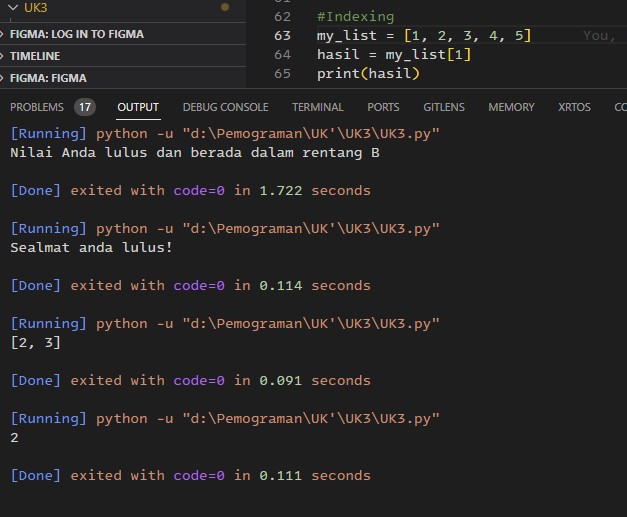 UK3
FIGMA: LOG IN TO FIGMA
TIMELINE
FIGMA: FIGMA
62 #Indexing
63 my_list = [1, 2, 3, 4, 5] You,
64 hasil = my_list[1]
65 print(hasil)
PROBLEMS 17 OUTPUT DEBUG CONSOLE TERMINAL PORTS GITLENS MEMORY XRTOS CO
[Running] python -u "d:\Pemograman\UK'\UK3\UK3.py"
Nilai Anda lulus dan berada dalam rentang B
[Done] exited with code=0 in 1.722 seconds
[Running] python -u "d:\Pemograman\UK'\UK3\UK3.py"
Sealmat anda lulus!
[Done] exited with code=0 in 0.114 seconds
[Running] python -u "d:\Pemograman\UK'\UK3\UK3.py"
[2, 3]
[Done] exited with code=0 in 0.091 seconds
[Running] python -u "d:\Pemograman\UK'\UK3\UK3.py"
2
[Done] exited with code=0 in 0.111 seconds